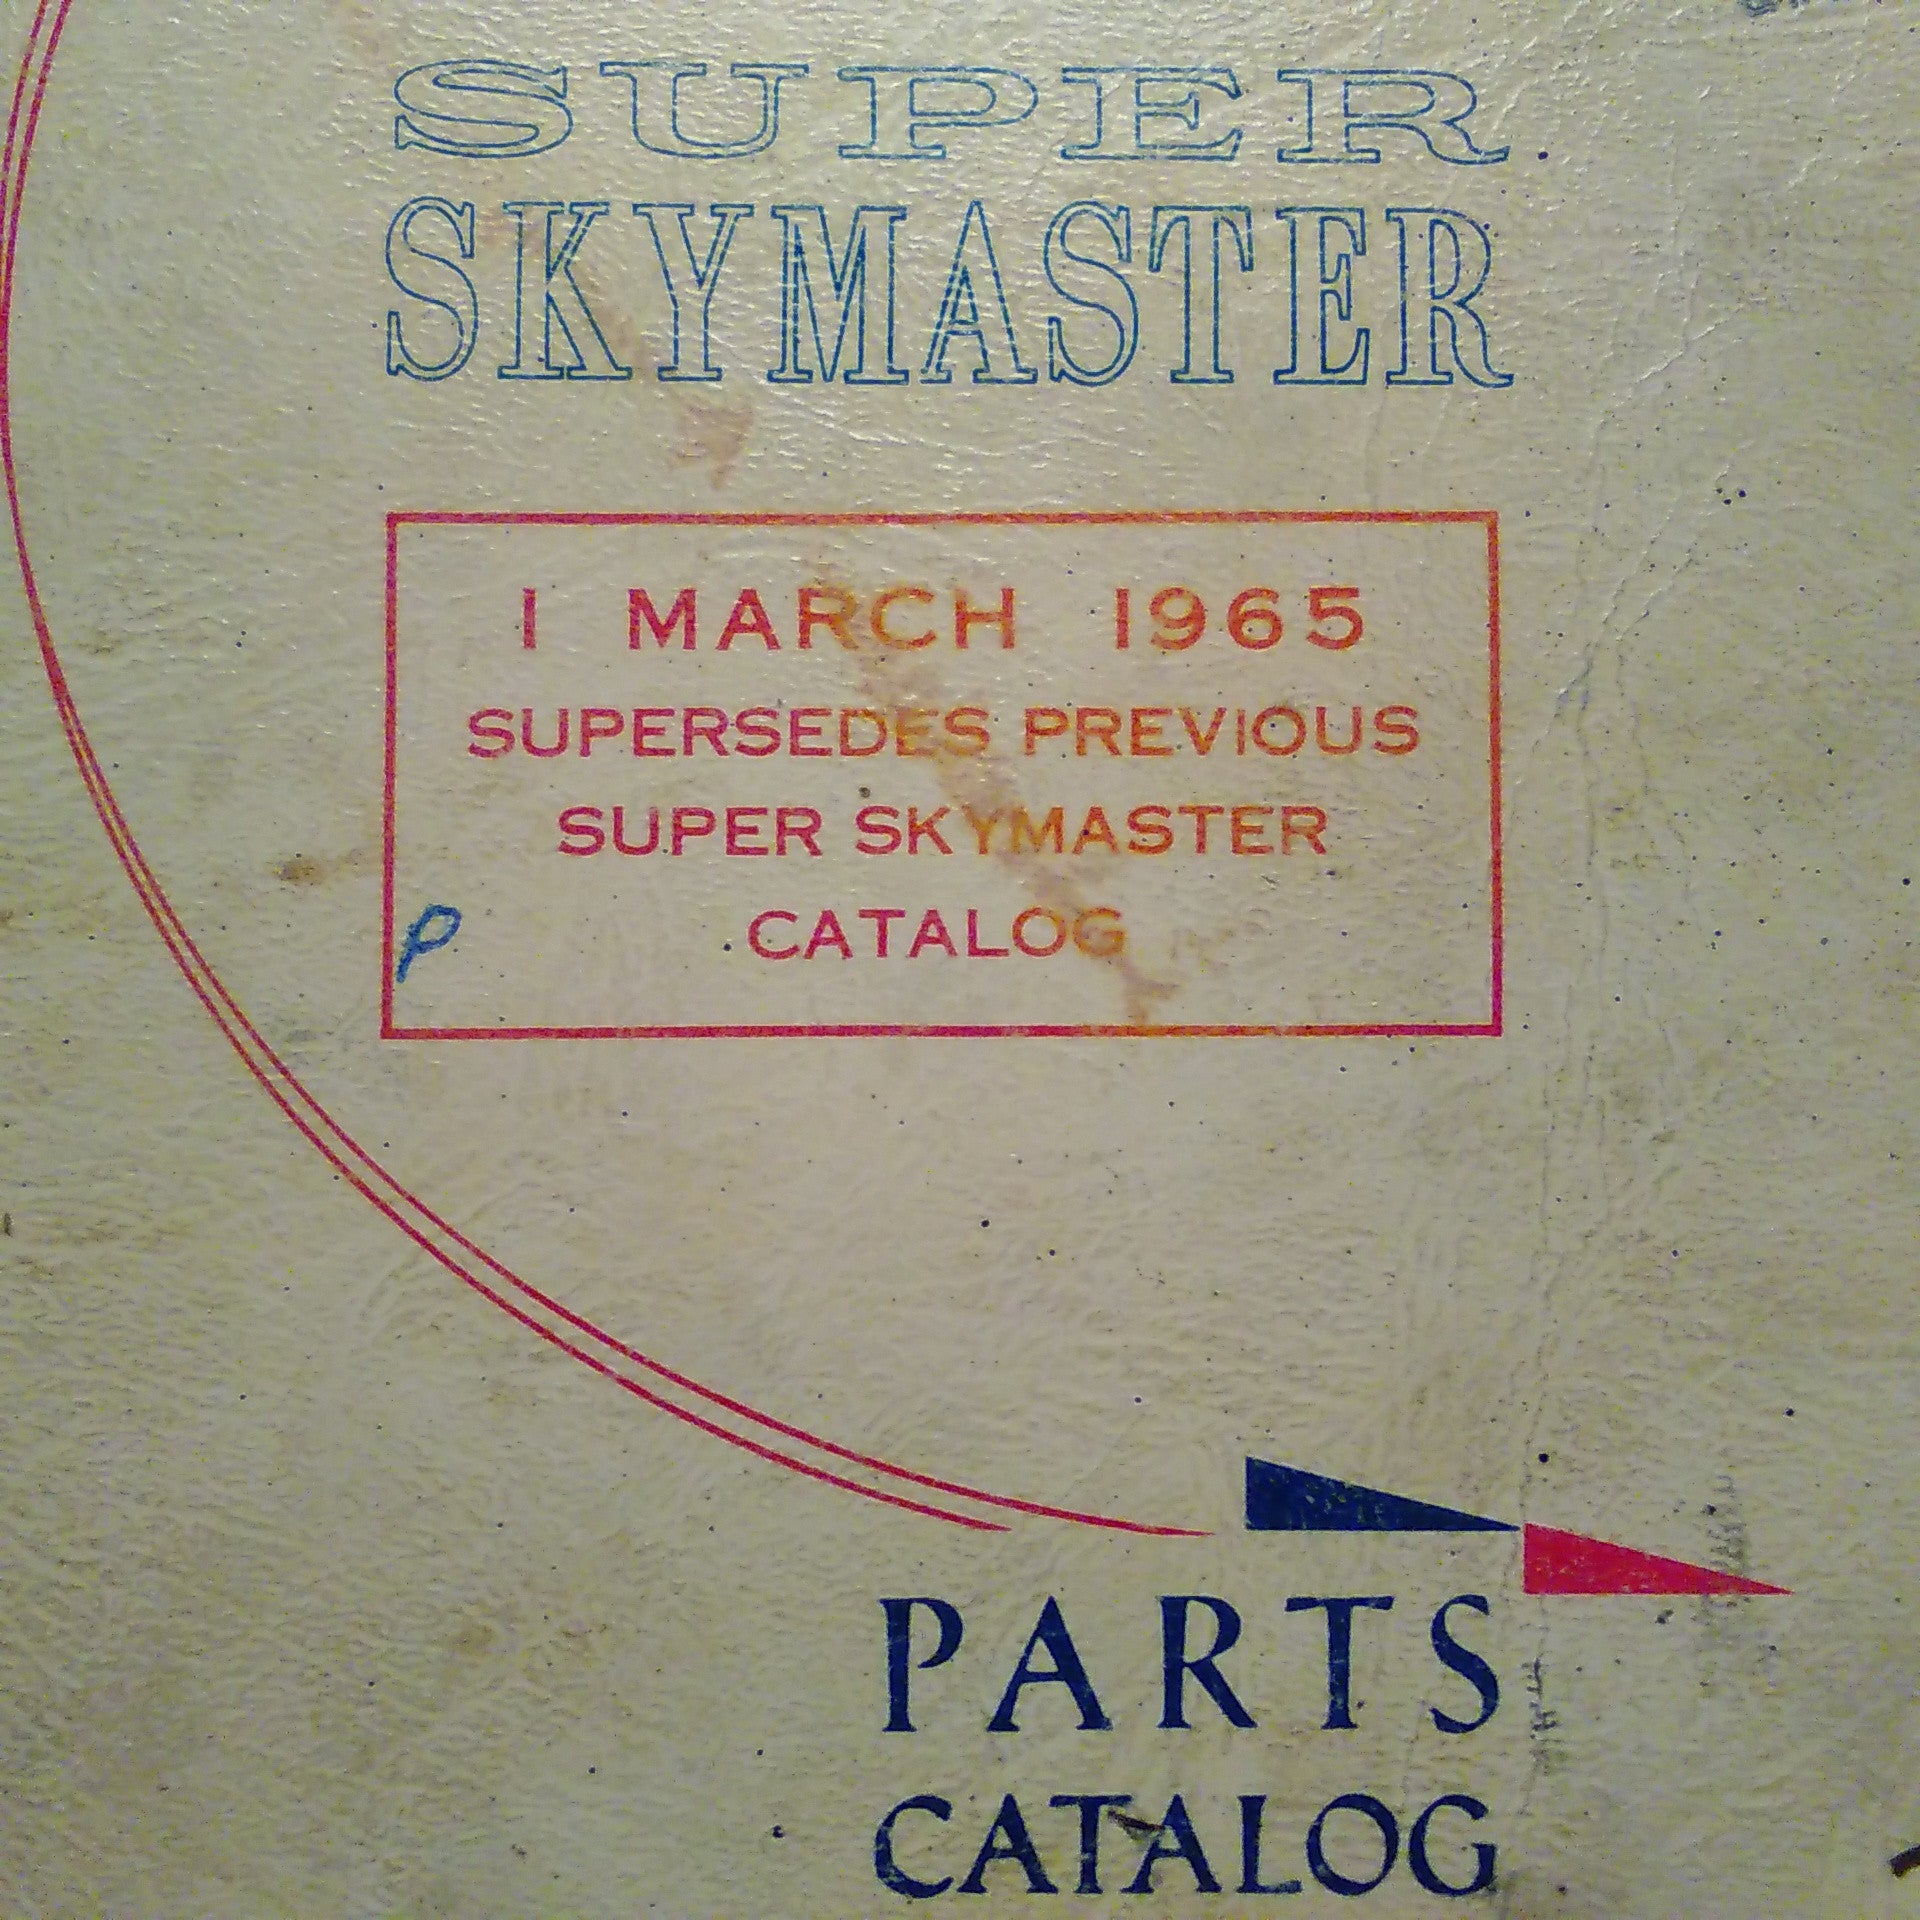 SUPER
SKYMASTER
1 MARCH 1965
SUPERSEDES PREVIOUS
SUPER SKYMASTER
CATALOG
P
PARTS
CATALOG